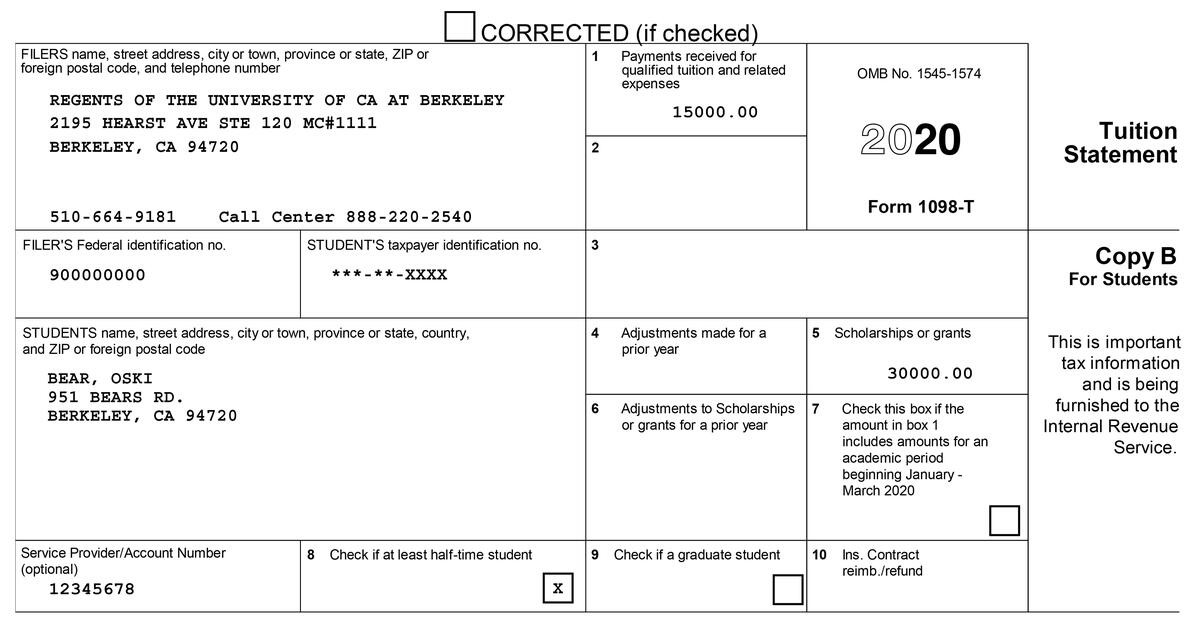 CORRECTED (if checked)
FILERS name, street address, city or town, province or state, ZIP or
foreign postal code, and telephone number
REGENTS OF THE UNIVERSITY OF CA AT BERKELEY
2195 HEARST AVE STE 120 MC#1111
BERKELEY, CA 94720
510-664-9181 Call Center 888-220-2540
1 Payments received for
qualified tuition and related
expenses
15000.00
2
OMB No. 1545-1574
2020
Form 1098-T
Tuition
Statement
FILER'S Federal identification no.
900000000
STUDENT'S taxpayer identification no.
***-**-XXXX
3
Copy B
For Students
This is important
tax information
and is being
furnished to the
Internal Revenue
Service.
STUDENTS name, street address, city or town, province or state, country,
and ZIP or foreign postal code
BEAR, OSKI
951 BEARS RD.
BERKELEY, CA 94720
4 Adjustments made for a
prior year
5 Scholarships or grants
30000.00
6 Adjustments to Scholarships
or grants for a prior year
7 Check this box if the
amount in box 1
includes amounts for an
academic period
beginning January -
March 2020
Service Provider/Account Number
(optional)
12345678
8 Check if at least half-time student
X
9 Check if a graduate student
10 Ins. Contract
reimb./refund